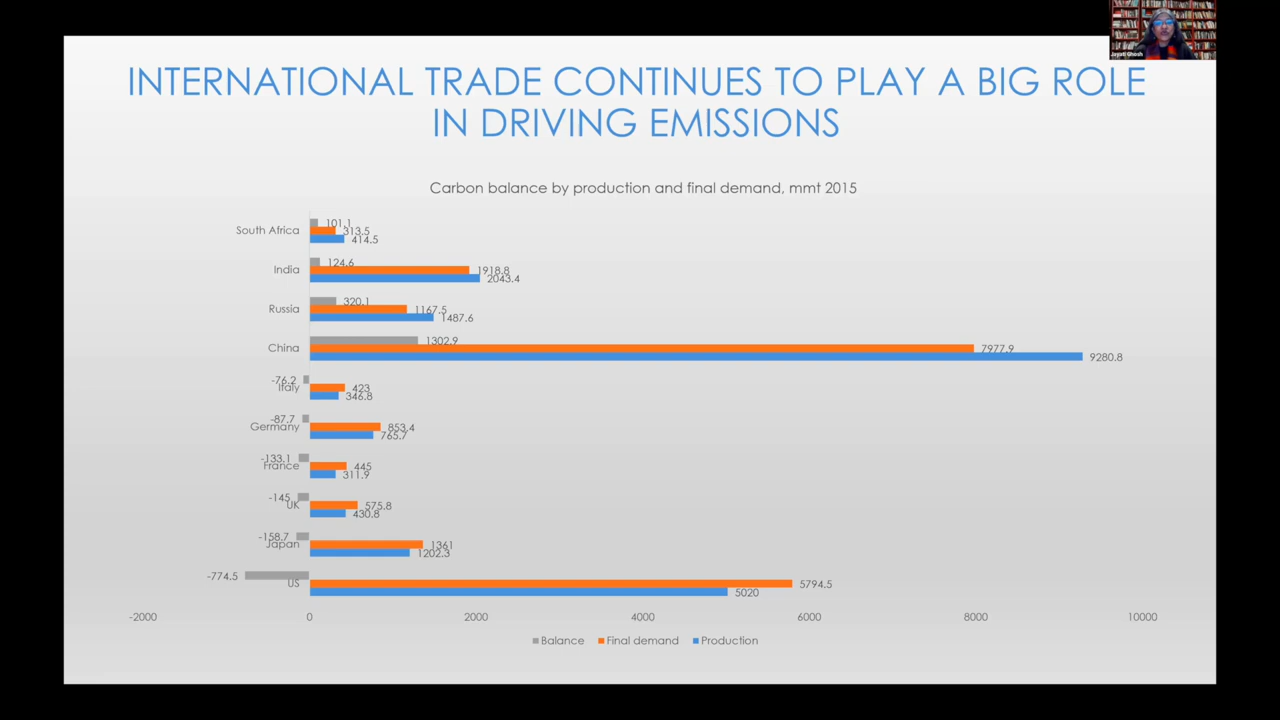 Jayati Ghosh
INTERNATIONAL TRADE CONTINUES TO PLAY A BIG ROLE
IN DRIVING EMISSIONS
Carbon balance by production and final demand, mmt 2015
South Africa 101.1 313.5 414.5
India 124.6 1918.8 2043.4
Russia 320.1 1167.5 1487.6
China 1302.9 7977.9 9280.8
Italy -76.2 423 346.8
Germany -87.7 853.4 765.7
France -133.1 445 311.9
UK -145 575.8 430.8
Japan -158.7 1361 1202.3
US -774.5 5794.5 5020
-2000 0 2000 4000 6000 8000 10000
Balance Final demand Production